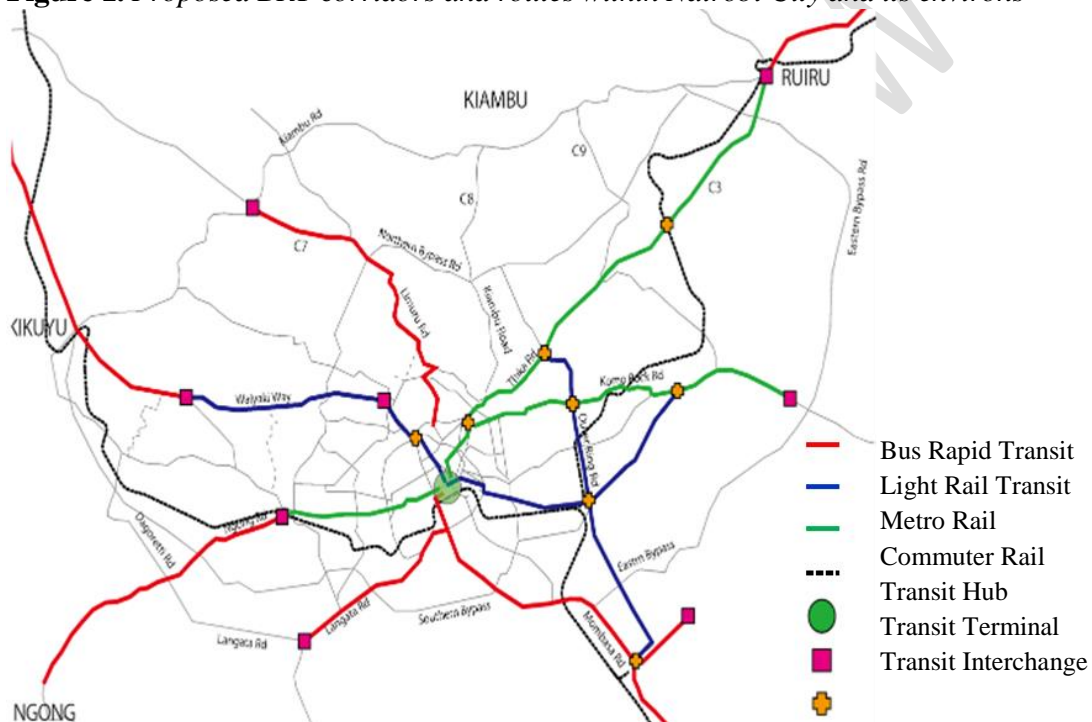 Figure 2. Proposed BRT corridors and routes within Nairobi City and its environs
RUIRU
KIAMBU
Kiambu Rd
C9
C8
C3
Eastern Bypass Rd
C7
Northern Bypass Rd
Limuru Rd
Kiambu Road
KIKUYU
Thika Rd
Komo Rock Rd
Waiyaki Way
Outer Ring Rd
Ngong Rd
Dagoretti Rd
Eastern Bypass
Southern Bypass
Langata Rd
Langata Rd
Mombasa Rd
NGONG
Bus Rapid Transit
Light Rail Transit
Metro Rail
Commuter Rail
Transit Hub
Transit Terminal
Transit Interchange